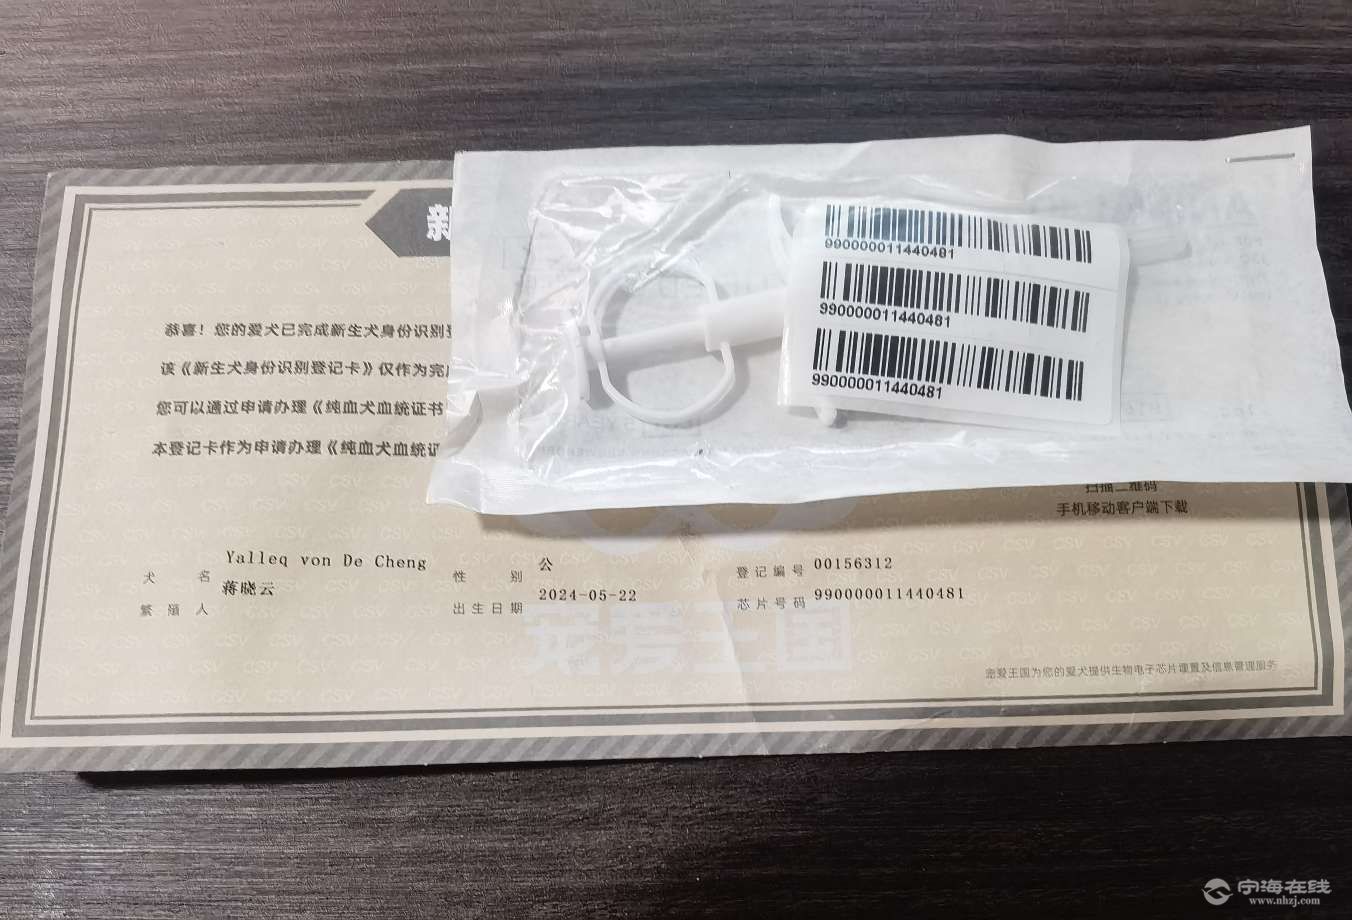 新
990000011440481
990000011440481
990000011440481
恭喜！您的爱犬已完成新生犬身份识别登
该《新生犬身份识别登记卡》仅作为完
您可以通过申请办理《纯血犬血统证书
本登记卡作为申请办理《纯血犬血统证
扫描二维码
手机移动客户端下载
犬 名 Yalleq von De Cheng 性 别 公 登记编号 00156312
繁殖人 蒋晓云 出生日期 2024-05-22 芯片号码 990000011440481
宠爱王国
宠爱王国为您的爱犬提供生物电子芯片埋置及信息管理服务
宁海在线
www.nhzj.com